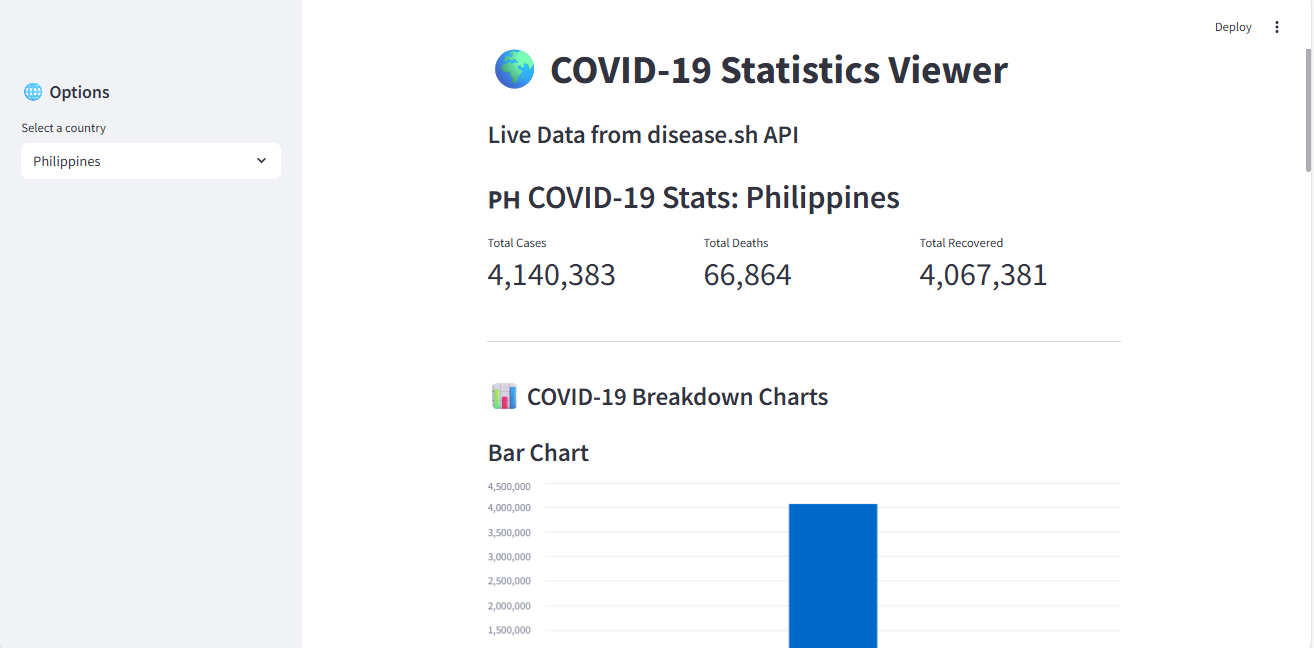 Deploy
Options
Select a country
Philippines
COVID-19 Statistics Viewer
Live Data from disease.sh API
PH COVID-19 Stats: Philippines
Total Cases Total Deaths Total Recovered
4,140,383 66,864 4,067,381
COVID-19 Breakdown Charts
Bar Chart
4,500,000
4,000,000
3,500,000
3,000,000
2,500,000
2,000,000
1,500,000